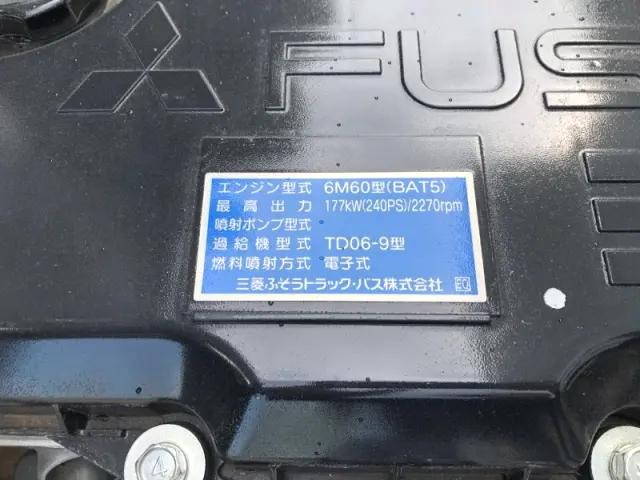 FUS
エンジン型式 6M60型(BAT5)
最高出力 177kW(240PS)/2270rpm
噴射ポンプ型式
過給機型式 TD06-9型
燃料噴射方式 電子式
三菱ふそうトラック・バス株式会社 EQ
4